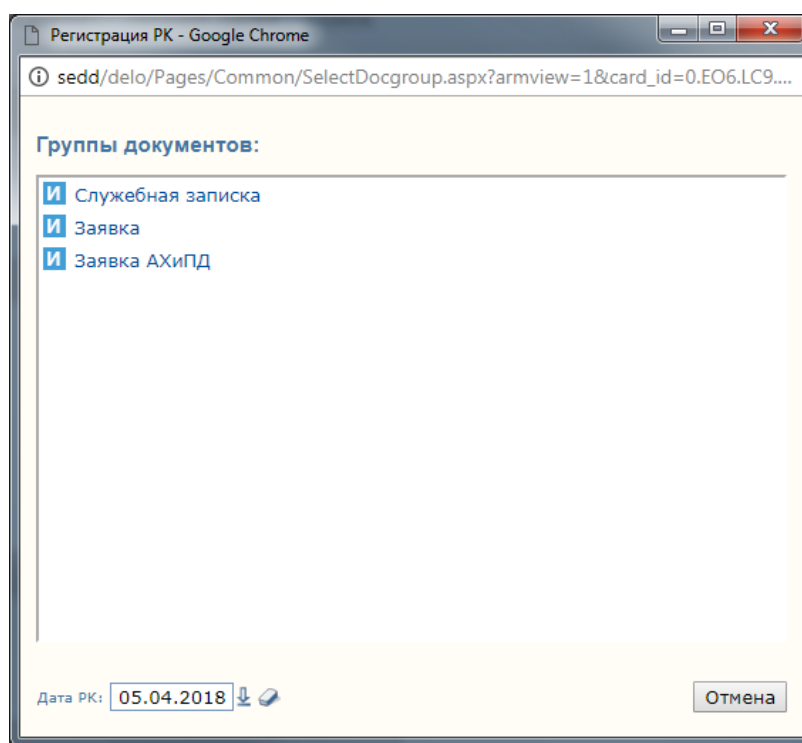 Регистрация РК - Google Chrome
sedd/delo/Pages/Common/SelectDocgroup.aspx?armview=1&card_id=0.EO6.LC9....
Группы документов:
И Служебная записка
И Заявка
И Заявка АХиПД
Дата РК: 05.04.2018
Отмена